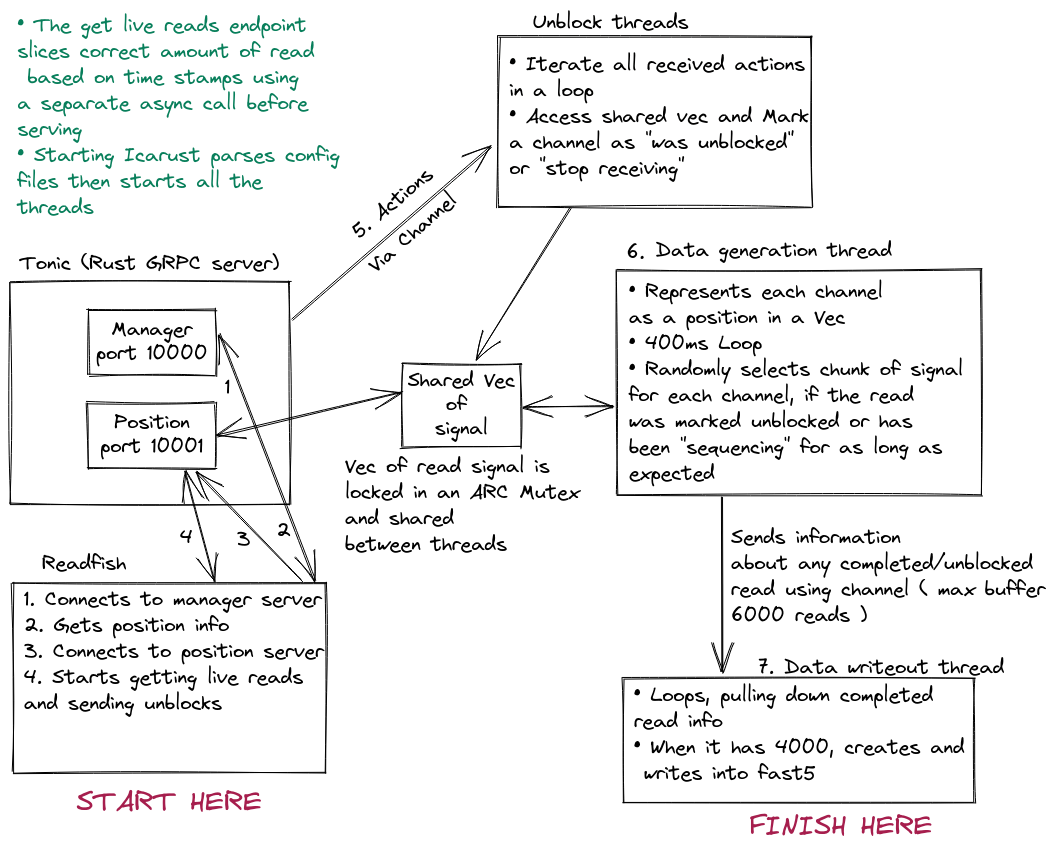 • The get live reads endpoint
slices correct amount of read
based on time stamps using
a separate async call before
serving
• Starting Icarust parses config
files then starts all the
threads
Unblock threads
• Iterate all received actions
in a loop
• Access shared vec and Mark
a channel as "was unblocked"
or "stop receiving"
5. Actions
Via Channel
Tonic (Rust GRPC server)
Manager
port 10000
Position
port 10001
1
2
3
4
Shared Vec
of
signal
Vec of read signal is
locked in an ARC Mutex
and shared
between threads
6. Data generation thread
• Represents each channel
as a position in a Vec
• 400ms Loop
• Randomly selects chunk of signal
for each channel, if the read
was marked unblocked or has
been "sequencing" for as long as
expected
Readfish
1. Connects to manager server
2. Gets position info
3. Connects to position server
4. Starts getting live reads
and sending unblocks
START HERE
Sends information
about any completed/unblocked
read using channel ( max buffer
6000 reads )
7. Data writeout thread
• Loops, pulling down completed
read info
• When it has 4000, creates and
writes into fast5
FINISH HERE